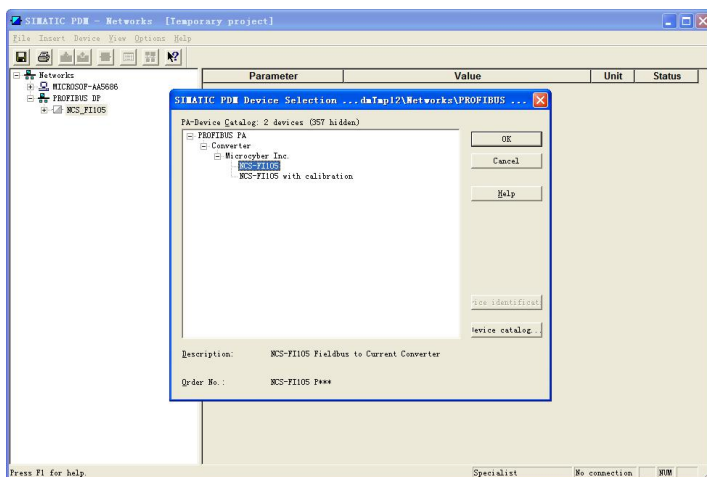 SIMATIC PDM - Networks [Temporary project]
File Insert Device View Options Help
Networks
MICROSOF-AA5686
PROFIBUS DP
NCS_FI105
Parameter Value Unit Status
SIMATIC PDM Device Selection ...dmTmpl2\Networks\PROFIBUS ...
PA-Device Catalog: 2 devices (357 hidden)
PROFIBUS PA
Converter
Microcyber Inc.
NCS-FI105
NCS-FI105 with calibration
OK
Cancel
Help
ice identificat
evice catalog...
Description: NCS-FI105 Fieldbus to Current Converter
Order No.: NCS-FI105 P***
Press F1 for help. Specialist No connection NUM